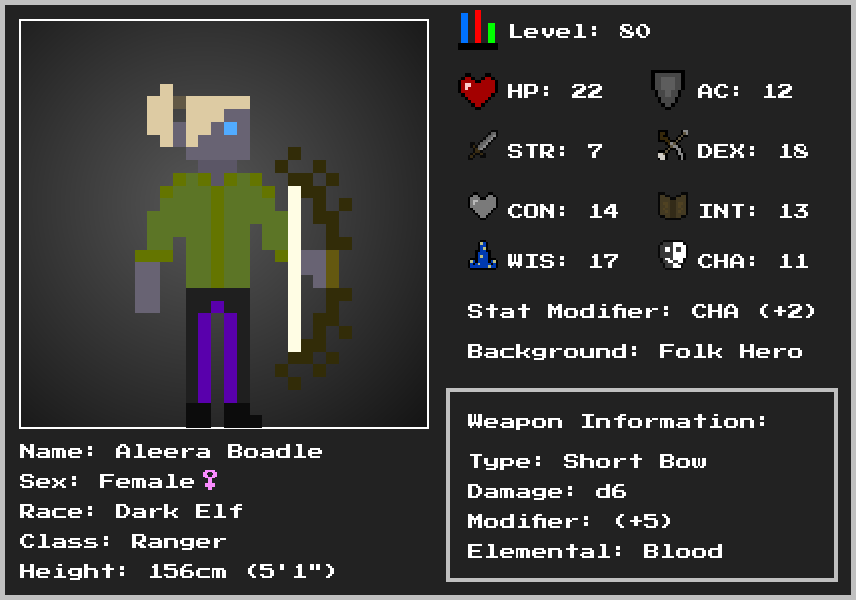 Level: 80
HP: 22 AC: 12
STR: 7 DEX: 18
CON: 14 INT: 13
WIS: 17 CHA: 11
Stat Modifier: CHA (+2)
Background: Folk Hero
Weapon Information:
Type: Short Bow
Damage: d6
Modifier: (+5)
Elemental: Blood
Name: Aleera Boadle
Sex: Female♀
Race: Dark Elf
Class: Ranger
Height: 156cm (5'1")